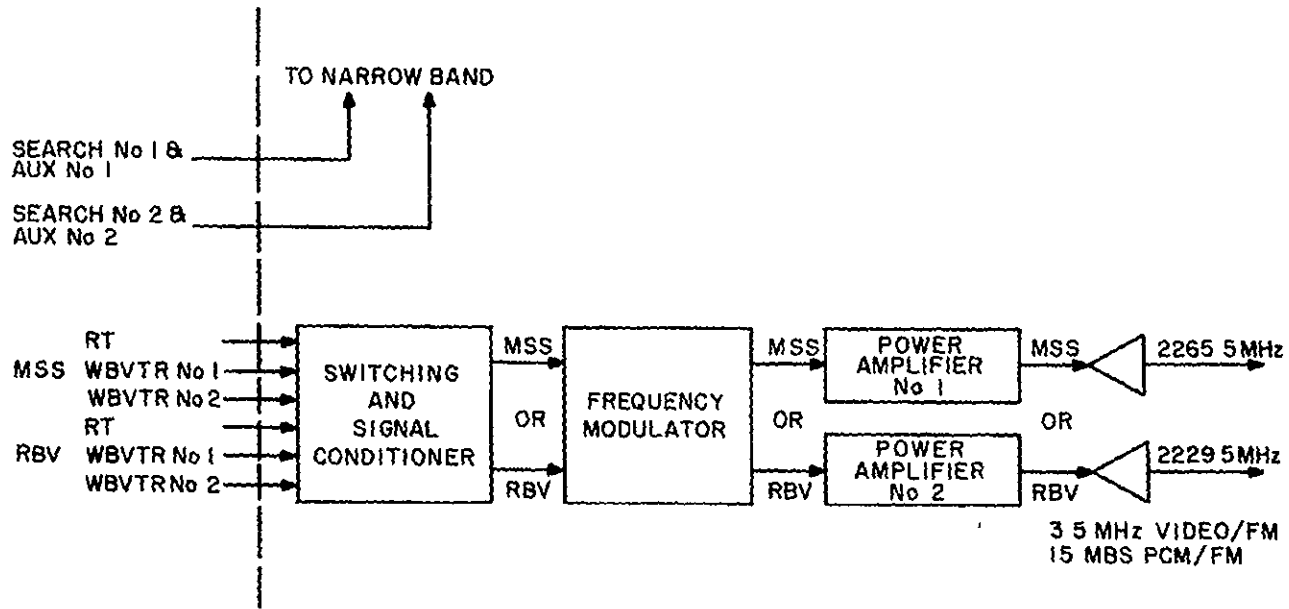 TO NARROW BAND
SEARCH No 1 &
AUX No 1
SEARCH No 2 &
AUX No 2
MSS
RT
WBVTR No 1
WBVTR No 2
RBV
RT
WBVTR No 1
WBVTR No 2
SWITCHING
AND
SIGNAL
CONDITIONER
MSS
OR
RBV
FREQUENCY
MODULATOR
MSS
OR
RBV
POWER
AMPLIFIER
No 1
POWER
AMPLIFIER
No 2
MSS
OR
RBV
2265 5 MHz
2229 5 MHz
3 5 MHz VIDEO/FM
15 MBS PCM/FM